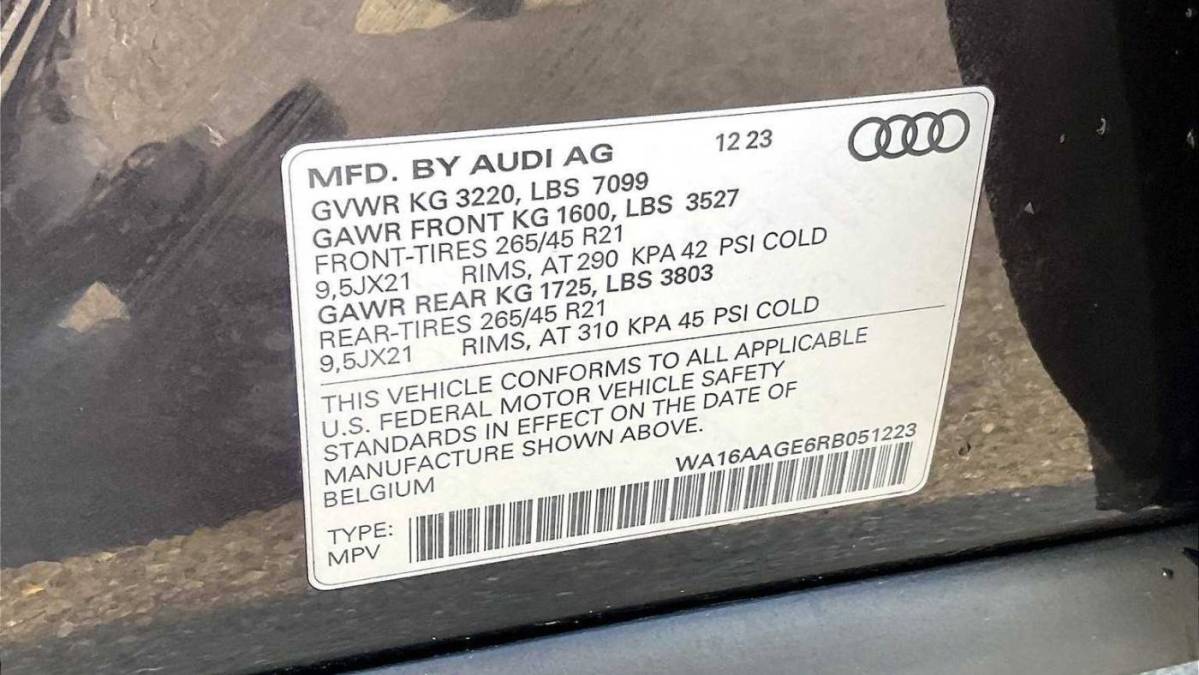 MFD. BY AUDI AG 12 23
GVWR KG 3220, LBS 7099
GAWR FRONT KG 1600, LBS 3527
FRONT-TIRES 265/45 R21
9,5JX21 RIMS, AT 290 KPA 42 PSI COLD
GAWR REAR KG 1725, LBS 3803
REAR-TIRES 265/45 R21
9,5JX21 RIMS, AT 310 KPA 45 PSI COLD
THIS VEHICLE CONFORMS TO ALL APPLICABLE
U.S. FEDERAL MOTOR VEHICLE SAFETY
STANDARDS IN EFFECT ON THE DATE OF
MANUFACTURE SHOWN ABOVE.
BELGIUM WA16AAGE6RB051223
TYPE:
MPV